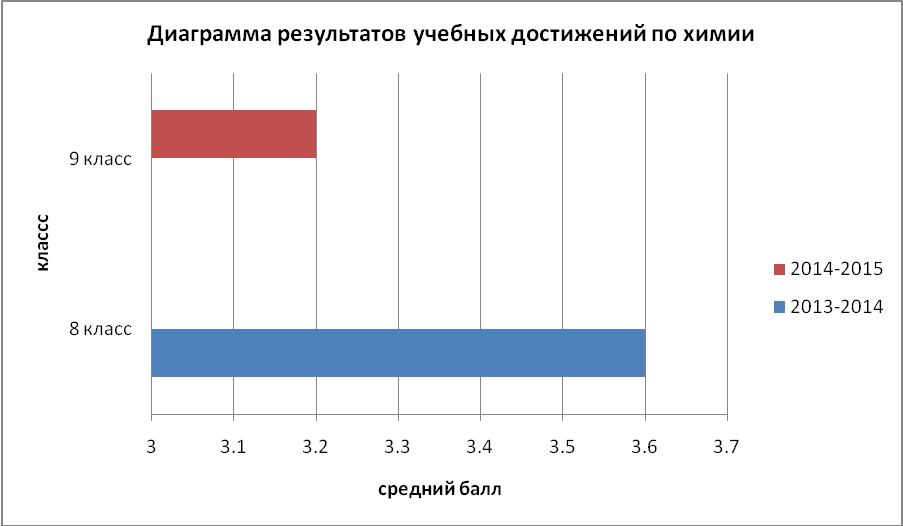 Диаграмма результатов учебных достижений по химии
9 класс
8 класс
классс
3 3.1 3.2 3.3 3.4 3.5 3.6 3.7
средний балл
2014-2015
2013-2014